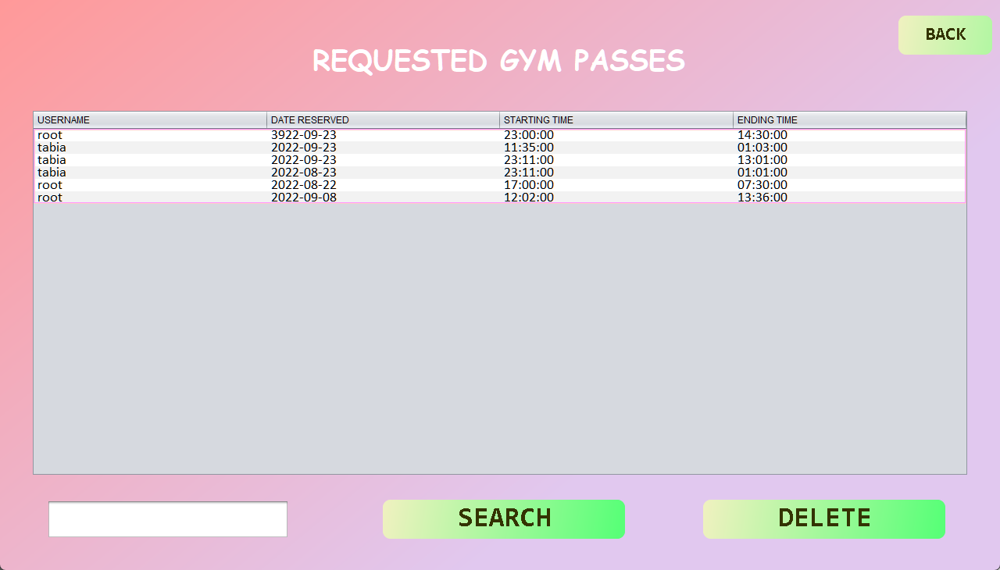 BACK
REQUESTED GYM PASSES
USERNAME DATE RESERVED STARTING TIME ENDING TIME
root 3922-09-23 23:00:00 14:30:00
tabia 2022-09-23 11:35:00 01:03:00
tabia 2022-09-23 23:11:00 13:01:00
tabia 2022-08-23 23:11:00 01:01:00
root 2022-08-22 17:00:00 07:30:00
root 2022-09-08 12:02:00 13:36:00
SEARCH DELETE